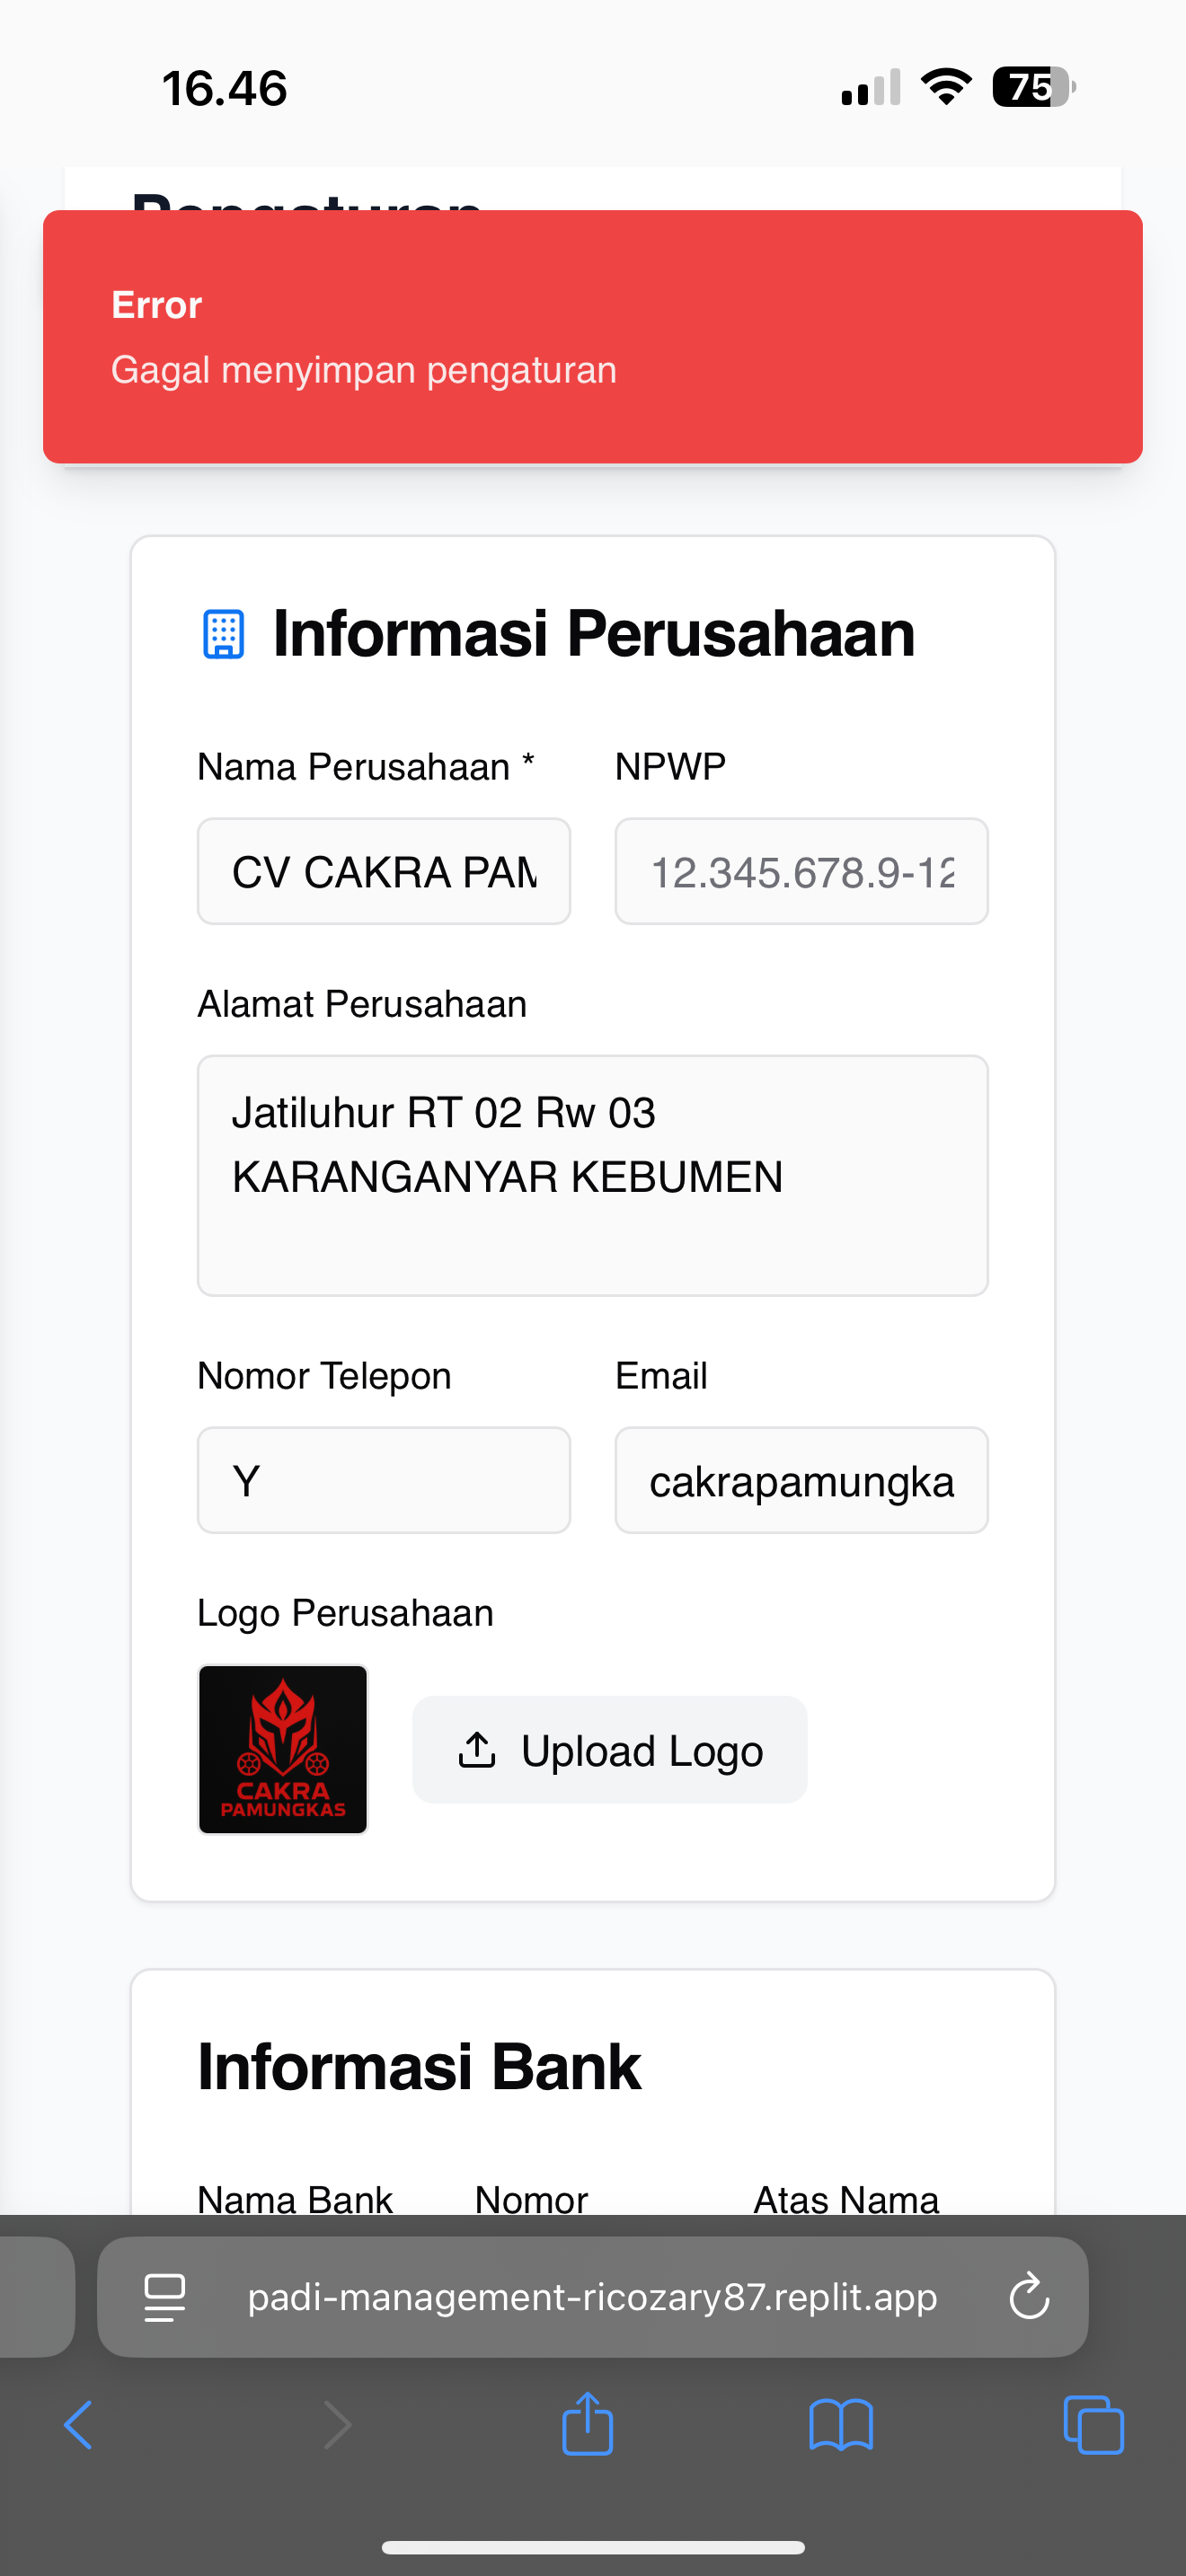 16.46
75
Pengaturan
Error
Gagal menyimpan pengaturan
Informasi Perusahaan
Nama Perusahaan *
NPWP
CV CAKRA PAM
12.345.678.9-12
Alamat Perusahaan
Jatiluhur RT 02 Rw 03
KARANGANYAR KEBUMEN
Nomor Telepon
Email
Y
cakrapamungka
Logo Perusahaan
CAKRA
PAMUNGKAS
Upload Logo
Informasi Bank
Nama Bank
Nomor
Atas Nama
padi-management-ricozary87.replit.app